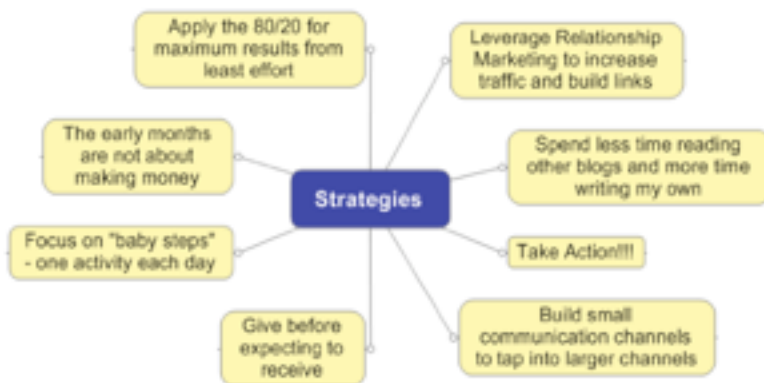 Apply the 80/20 for
maximum results from
least effort
Leverage Relationship
Marketing to increase
traffic and build links
The early months
are not about
making money
Spend less time reading
other blogs and more time
writing my own
Strategies
Focus on "baby steps"
- one activity each day
Take Action!!!!
Give before
expecting to
receive
Build small
communication channels
to tap into larger channels